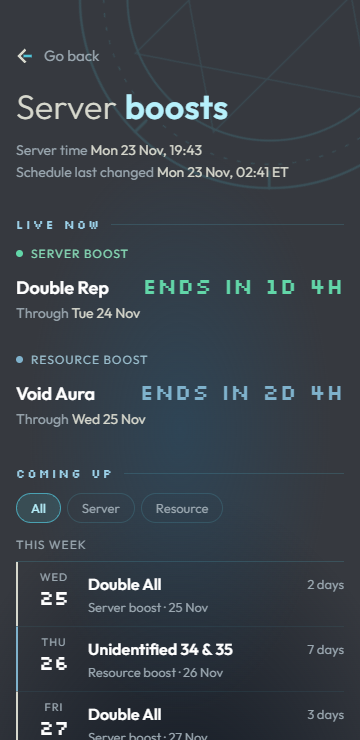 Go back
Server boosts
Server time Mon 23 Nov, 19:43
Schedule last changed Mon 23 Nov, 02:41 ET
LIVE NOW
SERVER BOOST
Double Rep ENDS IN 1D 4H
Through Tue 24 Nov
RESOURCE BOOST
Void Aura ENDS IN 2D 4H
Through Wed 25 Nov
COMING UP
All Server Resource
THIS WEEK
WED
25
Double All 2 days
Server boost · 25 Nov
THU
26
Unidentified 34 & 35 7 days
Resource boost · 26 Nov
FRI
27
Double All 3 days
Server boost · 27 Nov